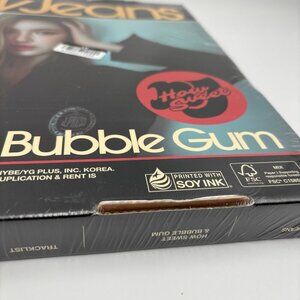 Jeans
How
Sweet
Bubble Gum
HYBE/YG PLUS, INC. KOREA.
UPLICATION & RENT IS
PRINTED WITH
SOY INK
FSC
MIX
TRACKLIST
HOW SWEET
& BUBBLE GUM